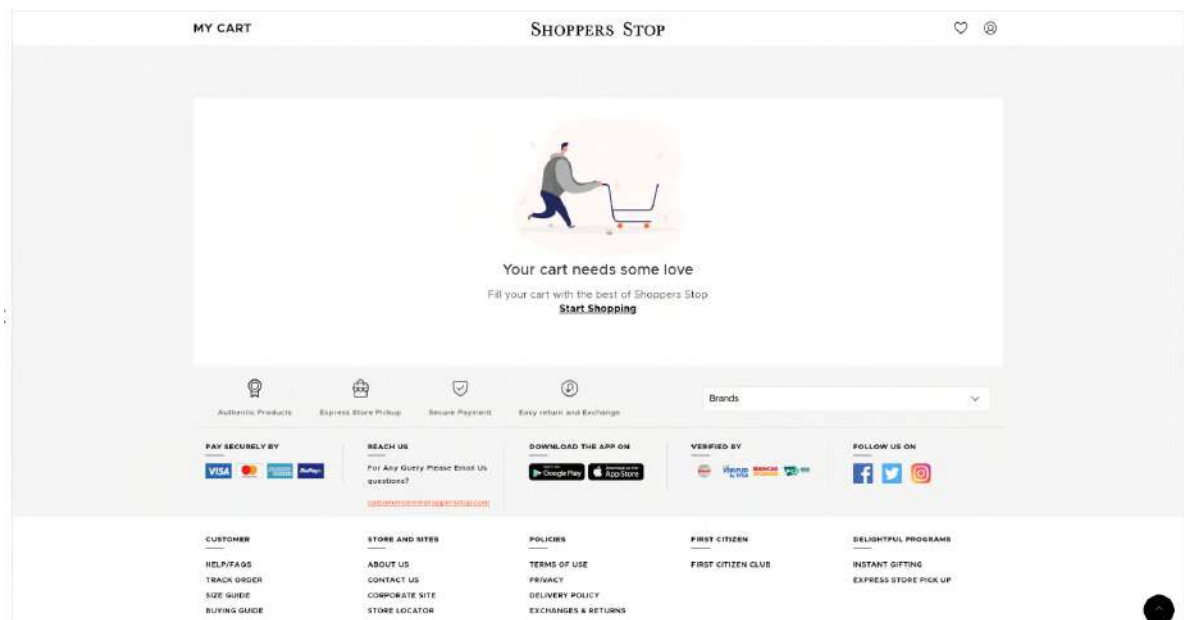 MY CART
SHOPPERS STOP
Your cart needs some love
Fill your cart with the best of Shoppers Stop
Start Shopping
Authentic Products
Express Store Pickup
Secure Payment
Easy return and Exchange
Brands
PAY SECURELY BY
VISA
RuPay
REACH US
For Any Query Please Email Us
questions?
DOWNLOAD THE APP ON
Google Play
App Store
VERIFIED BY
FOLLOW US ON
CUSTOMER
HELP/FAQS
TRACK ORDER
SIZE GUIDE
BUYING GUIDE
STORE AND SITES
ABOUT US
CONTACT US
CORPORATE SITE
STORE LOCATOR
POLICIES
TERMS OF USE
PRIVACY
DELIVERY POLICY
EXCHANGES & RETURNS
FIRST CITIZEN
FIRST CITIZEN CLUB
DELIGHTFUL PROGRAMS
INSTANT GIFTING
EXPRESS STORE PICK UP